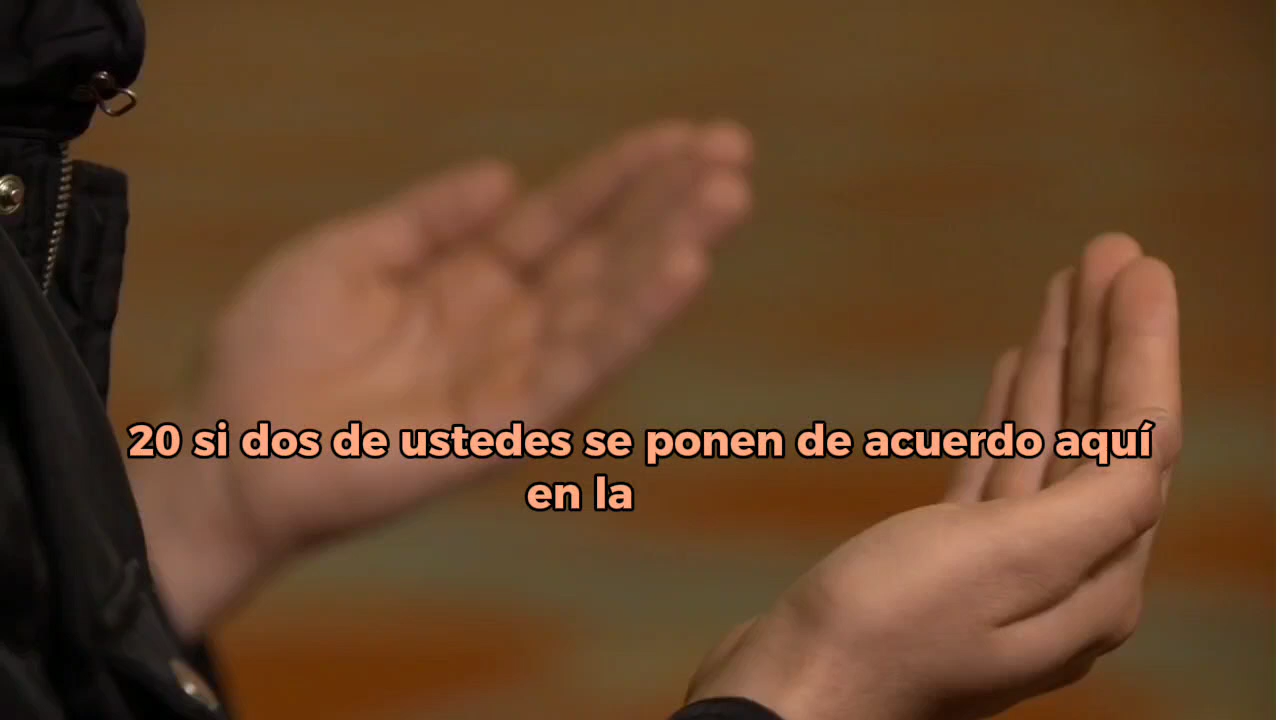 20 si dos de ustedes se ponen de acuerdo aquí
en la